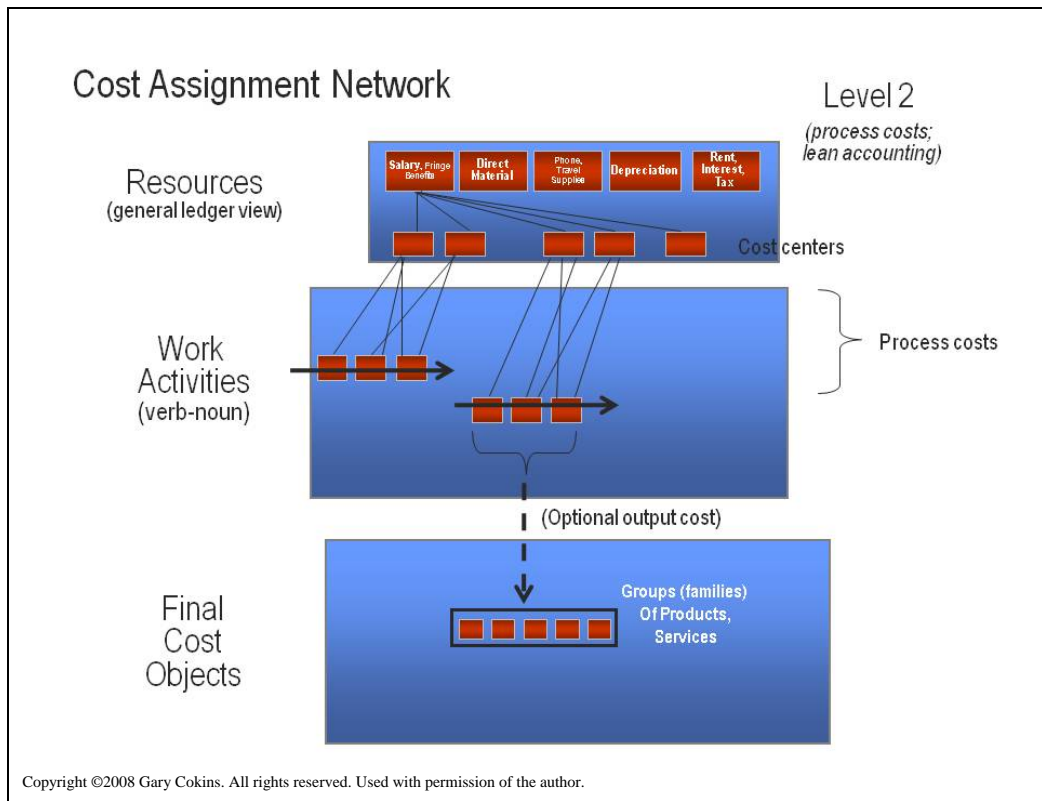 Cost Assignment Network
Level 2
(process costs;
lean accounting)
Resources
(general ledger view)
Salary, Fringe
Benefits
Direct
Material
Phone,
Travel
Supplies
Depreciation
Rent,
Interest,
Tax
Cost centers
Work
Activities
(verb-noun)
Process costs
(Optional output cost)
Final
Cost
Objects
Groups (families)
Of Products,
Services
Copyright ©2008 Gary Cokins. All rights reserved. Used with permission of the author.